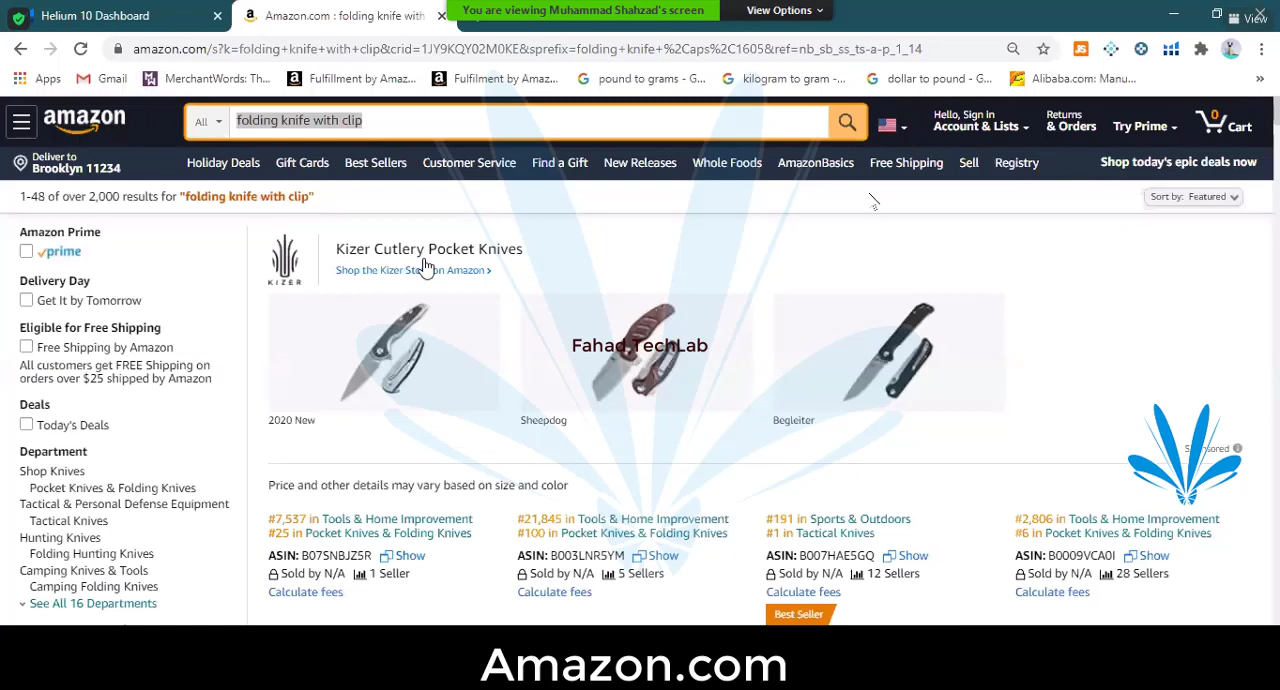 Helium 10 Dashboard
Amazon.com : folding knife with
You are viewing Muhammad Shahzad's screen
View Options
View
amazon.com/s?k=folding+knife+with+clip&crid=1JY9KQY02M0KE&sprefix=folding+knife+%2Caps%2C1605&ref=nb_sb_ss_ts-a-p_1_14
Apps
Gmail
MerchantWords: Th...
Fulfillment by Amaz...
Fulfilment by Amaz...
pound to grams - G...
kilogram to gram -...
dollar to pound - G...
Alibaba.com: Manu...
amazon
All
folding knife with clip
Hello, Sign in
Account & Lists
Returns
& Orders
Try Prime
0
Cart
Deliver to
Brooklyn 11234
Holiday Deals
Gift Cards
Best Sellers
Customer Service
Find a Gift
New Releases
Whole Foods
AmazonBasics
Free Shipping
Sell
Registry
Shop today's epic deals now
1-48 of over 2,000 results for "folding knife with clip"
Sort by: Featured
Amazon Prime
prime
Delivery Day
Get It by Tomorrow
Eligible for Free Shipping
Free Shipping by Amazon
All customers get FREE Shipping on
orders over $25 shipped by Amazon
Deals
Today's Deals
Department
Shop Knives
Pocket Knives & Folding Knives
Tactical & Personal Defense Equipment
Tactical Knives
Hunting Knives
Folding Hunting Knives
Camping Knives & Tools
Camping Folding Knives
See All 16 Departments
KIZER
Kizer Cutlery Pocket Knives
Shop the Kizer Store on Amazon ›
Fahad TechLab
2020 New
Sheepdog
Begleiter
Sponsored
Price and other details may vary based on size and color
#7,537 in Tools & Home Improvement
#25 in Pocket Knives & Folding Knives
ASIN: B07SNBJZ5R Show
Sold by N/A 1 Seller
Calculate fees
#21,845 in Tools & Home Improvement
#100 in Pocket Knives & Folding Knives
ASIN: B003LNR5YM Show
Sold by N/A 5 Sellers
Calculate fees
#191 in Sports & Outdoors
#1 in Tactical Knives
ASIN: B007HAESGQ Show
Sold by N/A 12 Sellers
Calculate fees
Best Seller
#2,806 in Tools & Home Improvement
#6 in Pocket Knives & Folding Knives
ASIN: B0009VCA0I Show
Sold by N/A 28 Sellers
Calculate fees
Amazon.com